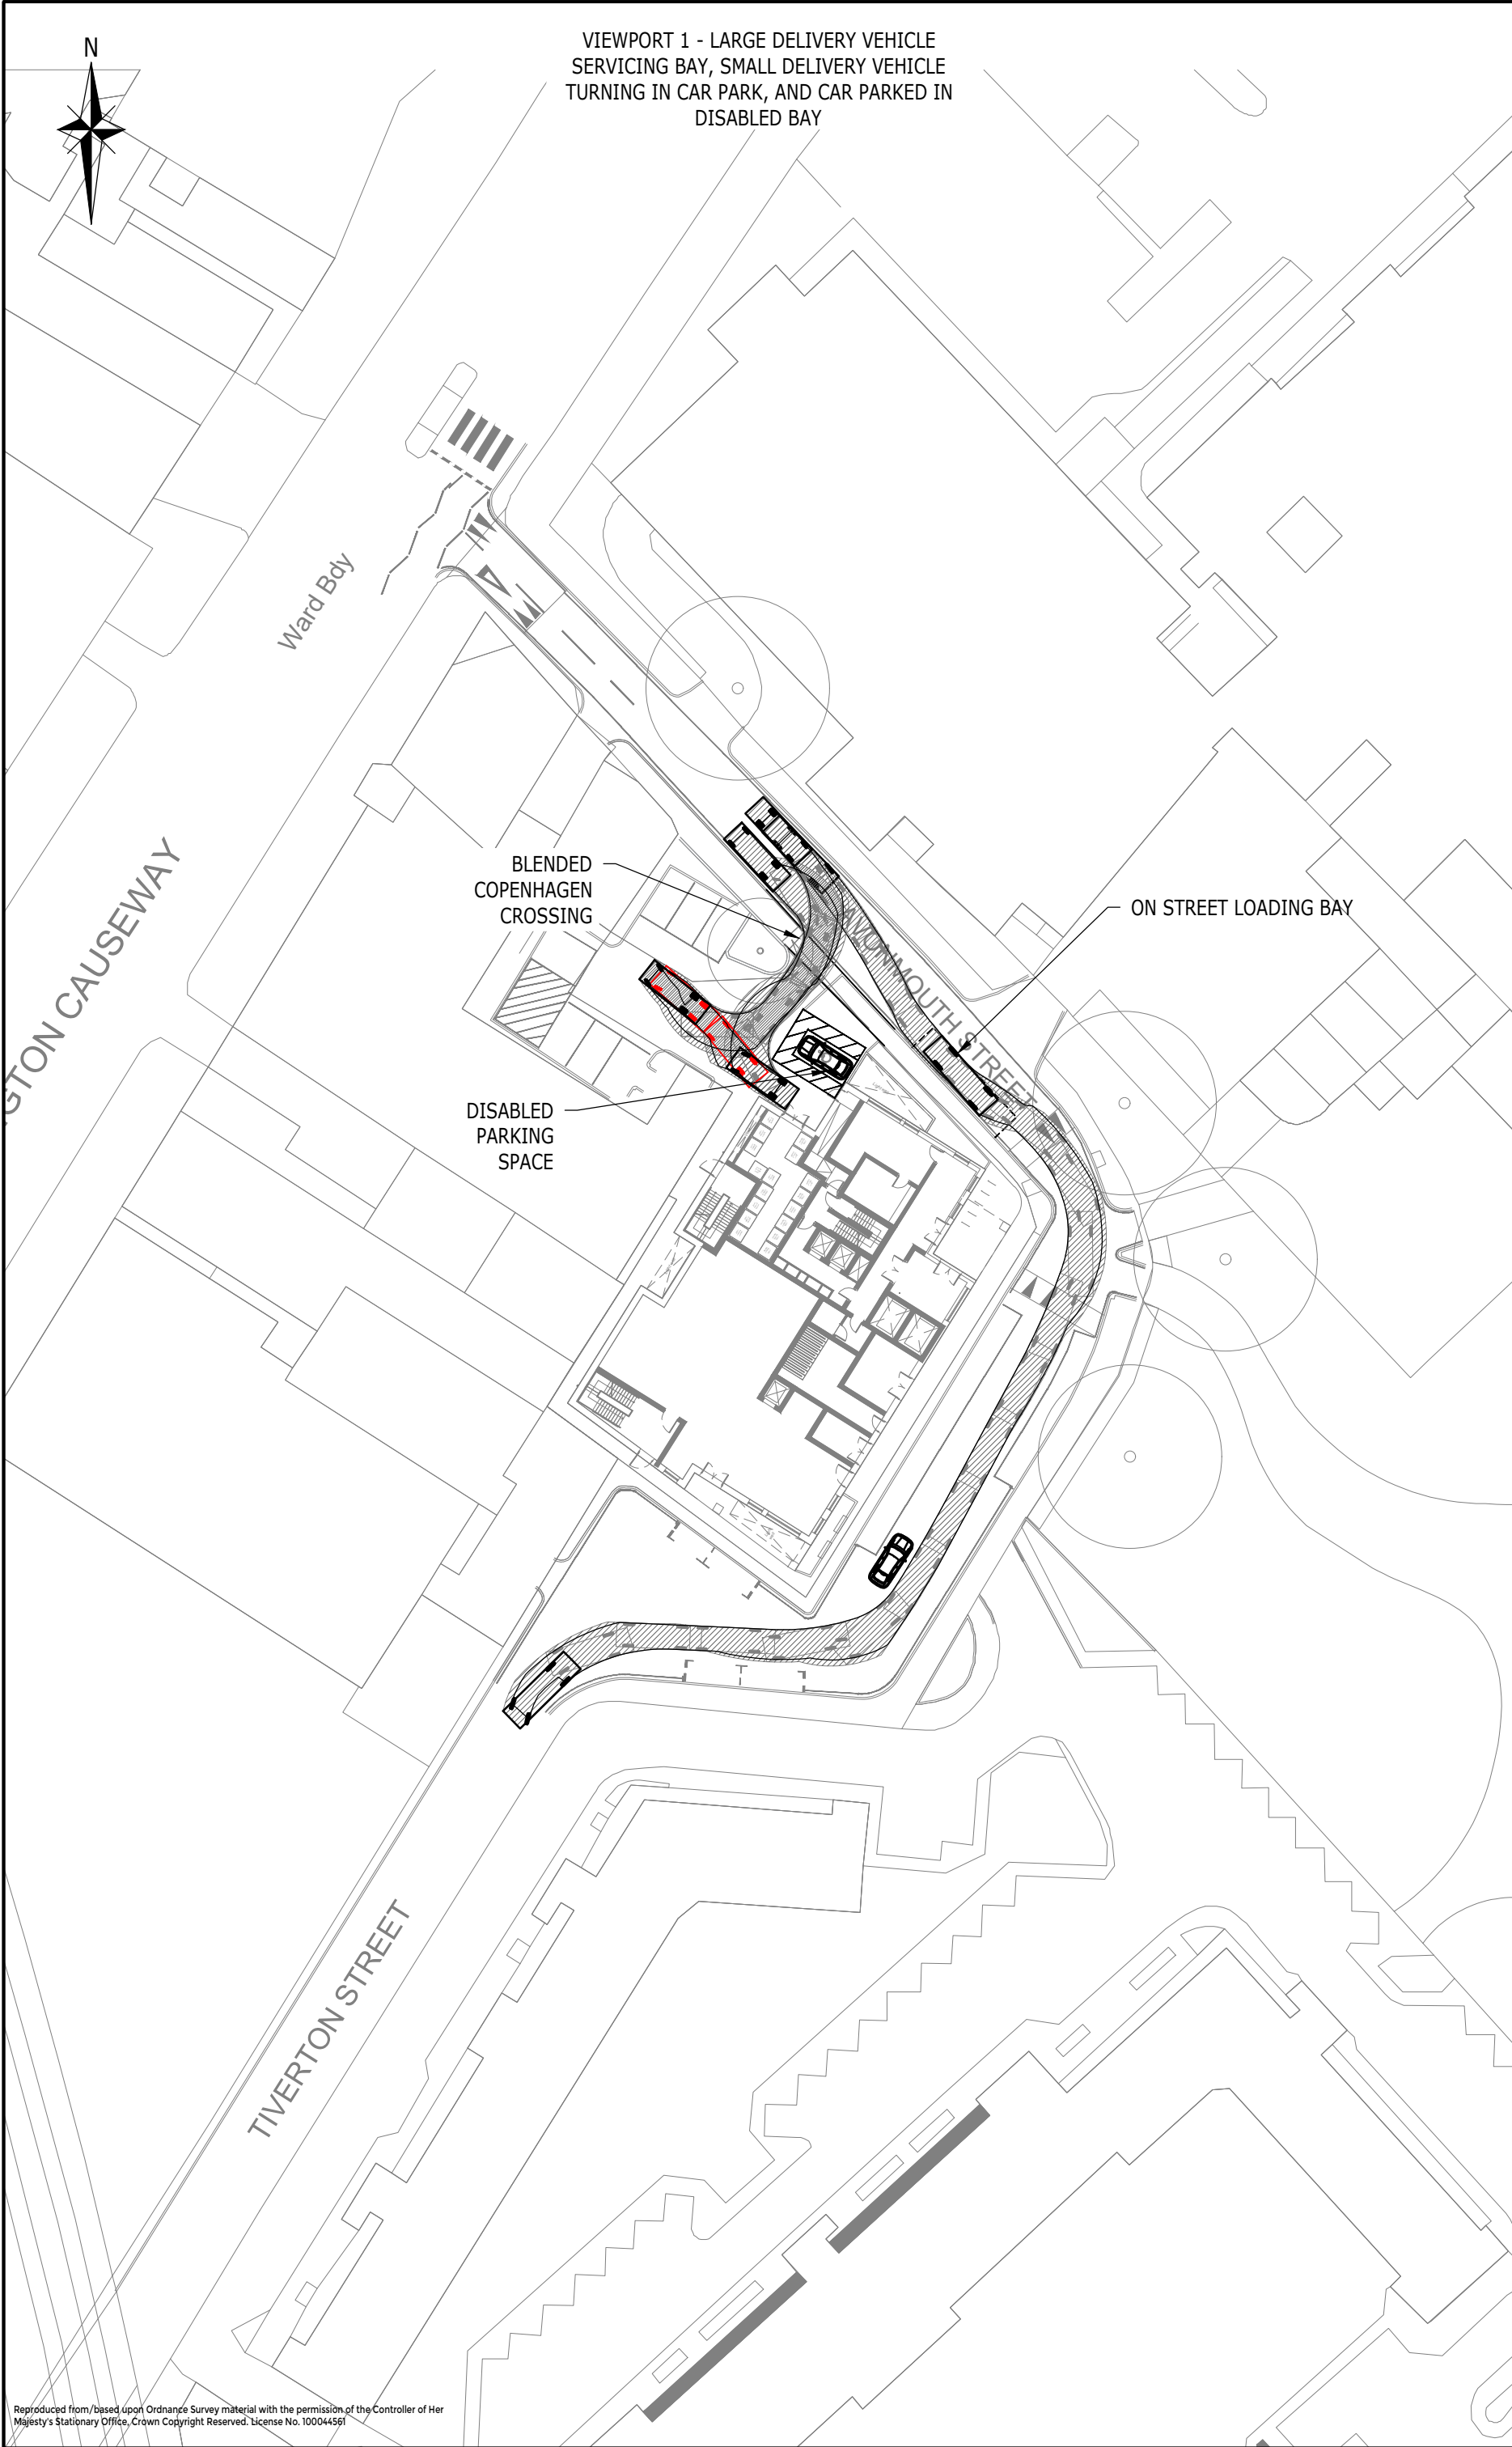 N
VIEWPORT 1 - LARGE DELIVERY VEHICLE
SERVICING BAY, SMALL DELIVERY VEHICLE
TURNING IN CAR PARK, AND CAR PARKED IN
DISABLED BAY
Ward Bdy
GTON CAUSEWAY
BLENDED
COPENHAGEN
CROSSING
ON STREET LOADING BAY
AVONMOUTH STREET
DISABLED
PARKING
SPACE
TIVERTON STREET
Reproduced from/based upon Ordnance Survey material with the permission of the Controller of Her
Majesty's Stationary Office. Crown Copyright Reserved. License No. 100044561